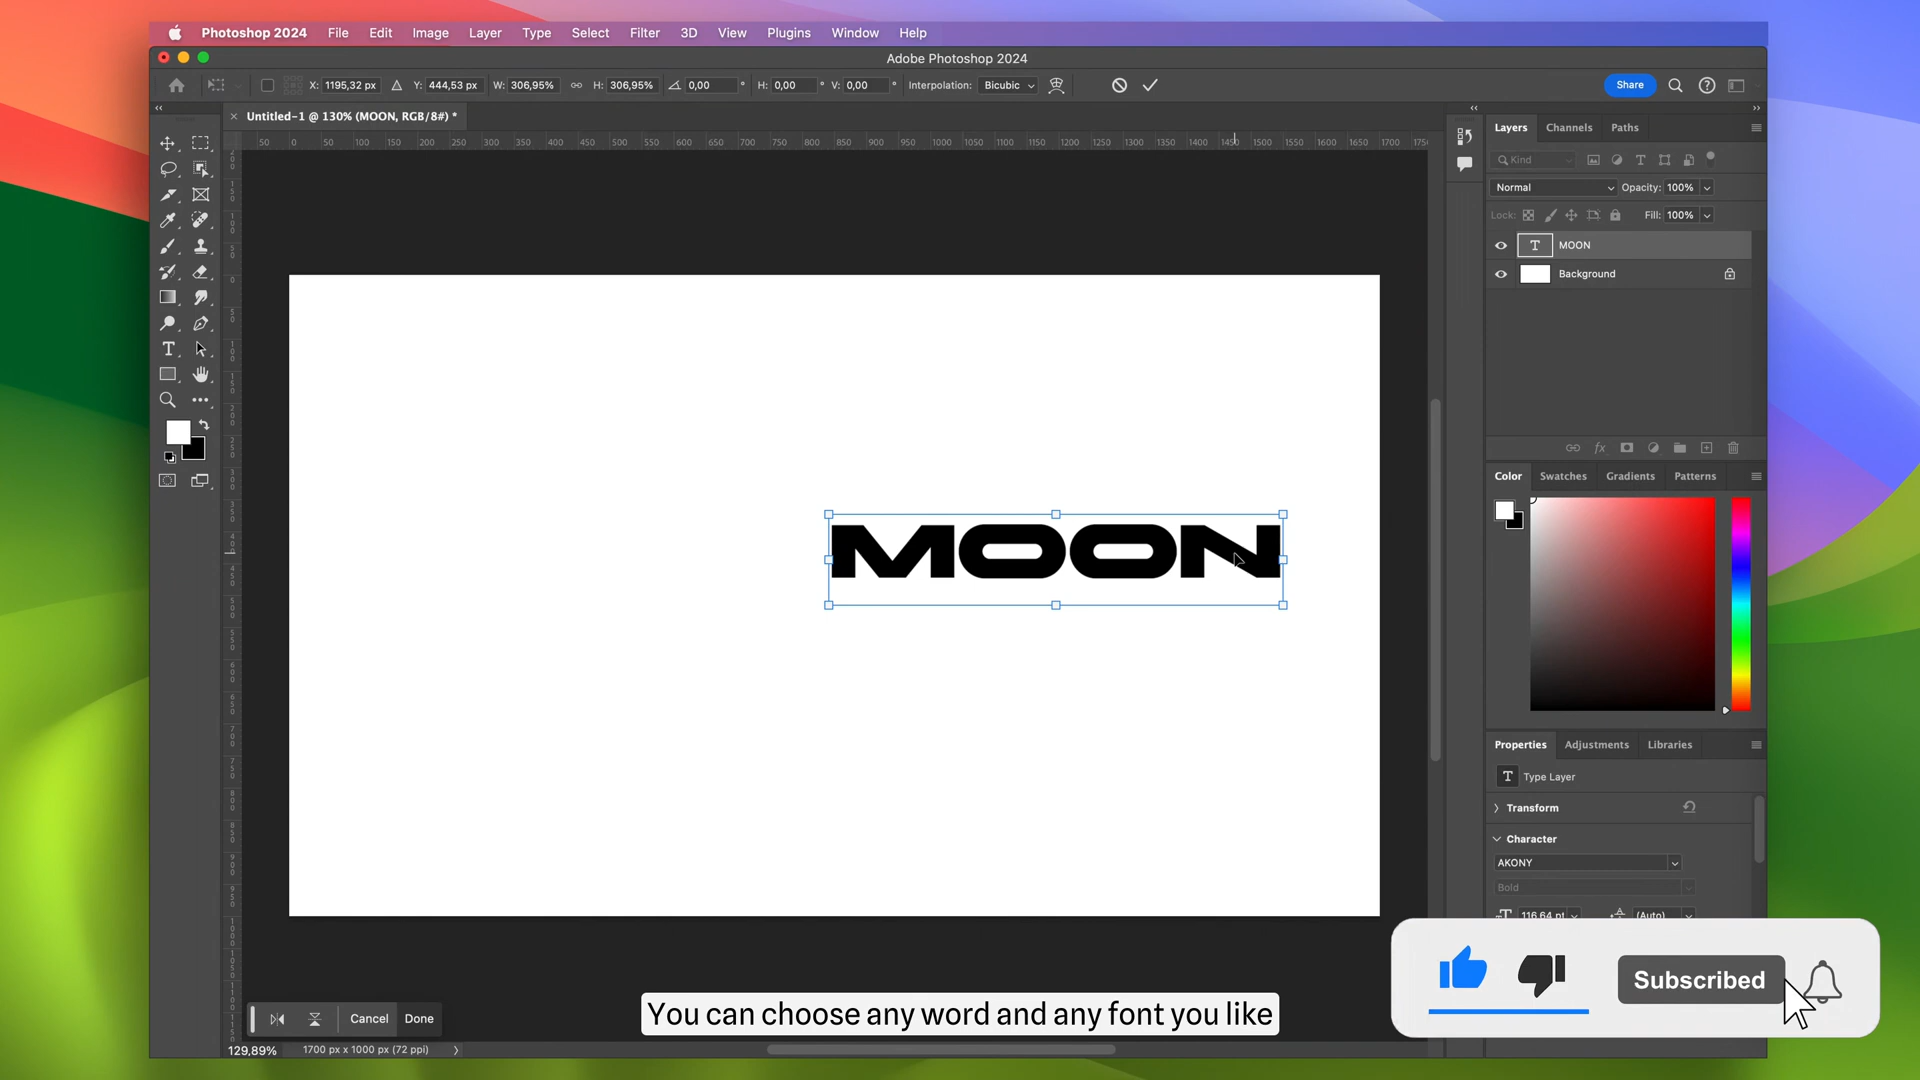 Photoshop 2024 File Edit Image Layer Type Select Filter 3D View Plugins Window Help
Adobe Photoshop 2024
X: 1195,32 px Y: 444,53 px W: 306,95% H: 306,95% 0,00 ° H: 0,00 ° V: 0,00 ° Interpolation: Bicubic Share
Untitled-1 @ 130% (MOON, RGB/8#) *
50 0 50 100 150 200 250 300 350 400 450 500 550 600 650 700 750 800 850 900 950 1000 1050 1100 1150 1200 1250 1300 1350 1400 1450 1500 1550 1600 1650 1700 175
Layers Channels Paths
Kind
Normal Opacity: 100%
Lock: Fill: 100%
T MOON
Background
MOON
Color Swatches Gradients Patterns
Properties Adjustments Libraries
T Type Layer
Transform
Character
AKONY
Bold
116,64 pt (Auto)
Subscribed
You can choose any word and any font you like
Cancel Done
129,89% 1700 px x 1000 px (72 ppi)